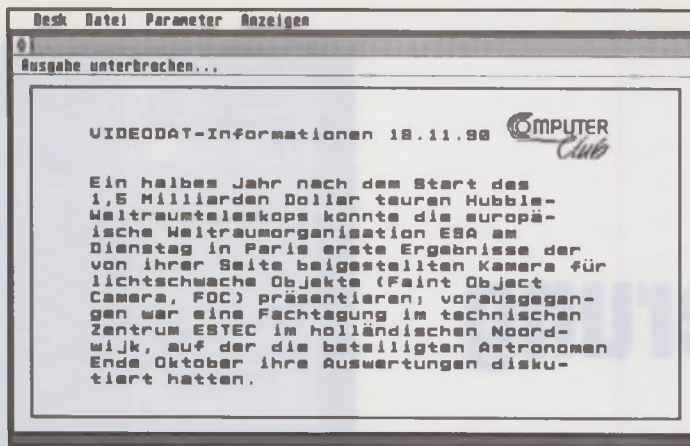 Desk Datei Parameter Anzeigen
Ausgabe unterbrochen...
VIDEODAT-Informationen 18.11.90
COMPUTER
Club
Ein halbes Jahr nach dem Start des
1,5 Milliarden Dollar teuren Hubble-
Weltraumteleskops konnte die europä-
ische Weltraumorganisation ESA am
Dienstag in Paris erste Ergebnisse der
von ihrer Seite beigestellten Kamera für
lichtschwache Objekte (Faint Object
Camera, FOC) präsentieren; vorausgegan-
gen war eine Fachtagung im technischen
Zentrum ESTEC im holländischen Noord-
wijk, auf der die beteiligten Astronomen
Ende Oktober ihre Auswertungen disku-
tiert hatten.